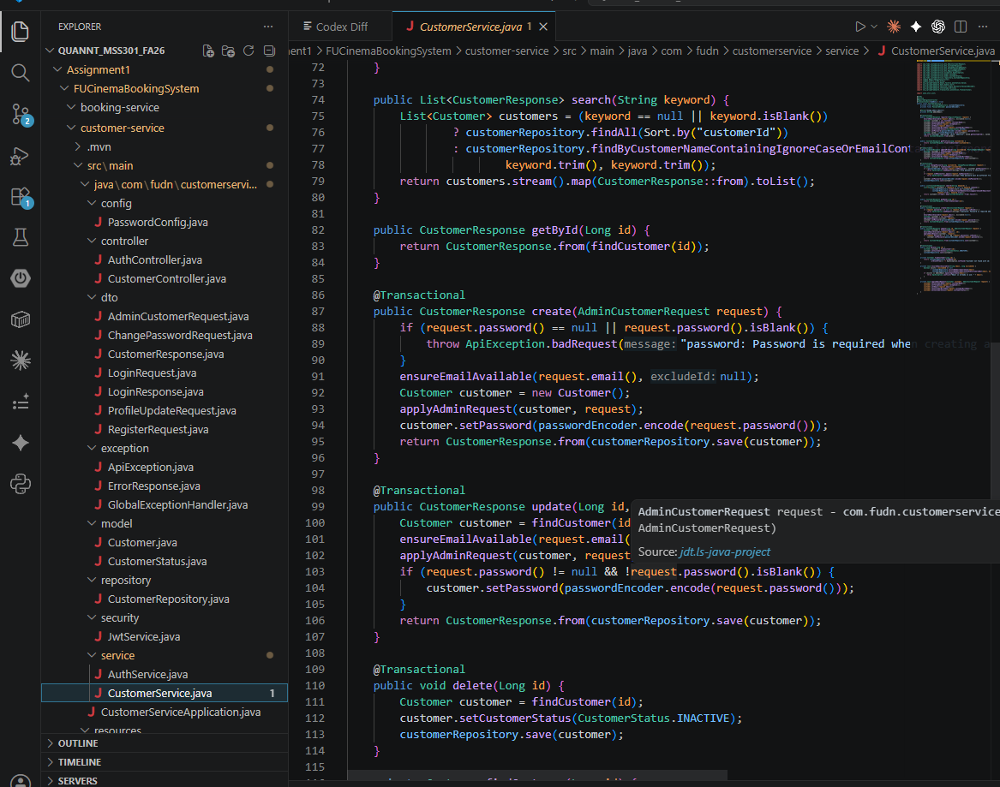 EXPLORER
QUANNT_MSS301_FA26
Assignment1
FUCinemaBookingSystem
booking-service
customer-service
.mvn
src\main
java\com\fudn\customerservi...
config
PasswordConfig.java
controller
AuthController.java
CustomerController.java
dto
AdminCustomerRequest.java
ChangePasswordRequest.java
CustomerResponse.java
LoginRequest.java
LoginResponse.java
ProfileUpdateRequest.java
RegisterRequest.java
exception
ApiException.java
ErrorResponse.java
GlobalExceptionHandler.java
model
Customer.java
CustomerStatus.java
repository
CustomerRepository.java
security
JwtService.java
service
AuthService.java
CustomerService.java 1
CustomerServiceApplication.java
resources
OUTLINE
TIMELINE
SERVERS
2
1
Codex Diff
CustomerService.java 1
ment1 > FUCinemaBookingSystem > customer-service > src > main > java > com > fudn > customerservice > service > CustomerService.java
72 }
73
74 public List<CustomerResponse> search(String keyword) {
75 List<Customer> customers = (keyword == null || keyword.isBlank())
76 ? customerRepository.findAll(Sort.by("customerId"))
77 : customerRepository.findByCustomerNameContainingIgnoreCaseOrEmailCont
78 keyword.trim(), keyword.trim());
79 return customers.stream().map(CustomerResponse::from).toList();
80 }
81
82 public CustomerResponse getById(Long id) {
83 return CustomerResponse.from(findCustomer(id));
84 }
85
86 @Transactional
87 public CustomerResponse create(AdminCustomerRequest request) {
88 if (request.password() == null || request.password().isBlank()) {
89 throw ApiException.badRequest(message: "password: Password is required when creating a
90 }
91 ensureEmailAvailable(request.email(), excludeId: null);
92 Customer customer = new Customer();
93 applyAdminRequest(customer, request);
94 customer.setPassword(passwordEncoder.encode(request.password()));
95 return CustomerResponse.from(customerRepository.save(customer));
96 }
97
98 @Transactional
99 public CustomerResponse update(Long id,
100 Customer customer = findCustomer(id
101 ensureEmailAvailable(request.email(
102 applyAdminRequest(customer, request
103 if (request.password() != null && !request.password().isBlank()) {
104 customer.setPassword(passwordEncoder.encode(request.password()));
105 }
106 return CustomerResponse.from(customerRepository.save(customer));
107 }
108
109 @Transactional
110 public void delete(Long id) {
111 Customer customer = findCustomer(id);
112 customer.setCustomerStatus(CustomerStatus.INACTIVE);
113 customerRepository.save(customer);
114 }
115
AdminCustomerRequest request - com.fudn.customerservice
AdminCustomerRequest)
Source: jdt.ls-java-project